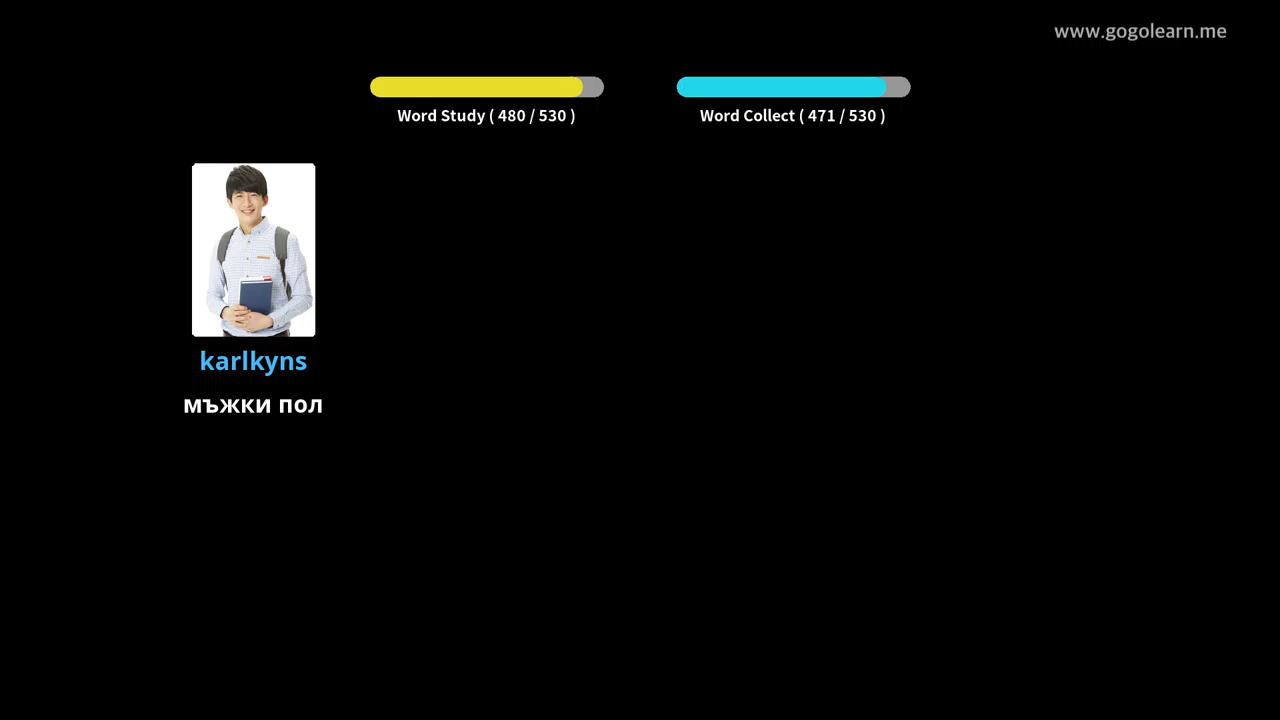 www.gogolearn.me
Word Study ( 480 / 530 )
Word Collect ( 471 / 530 )
karlkyns
мъжки пол